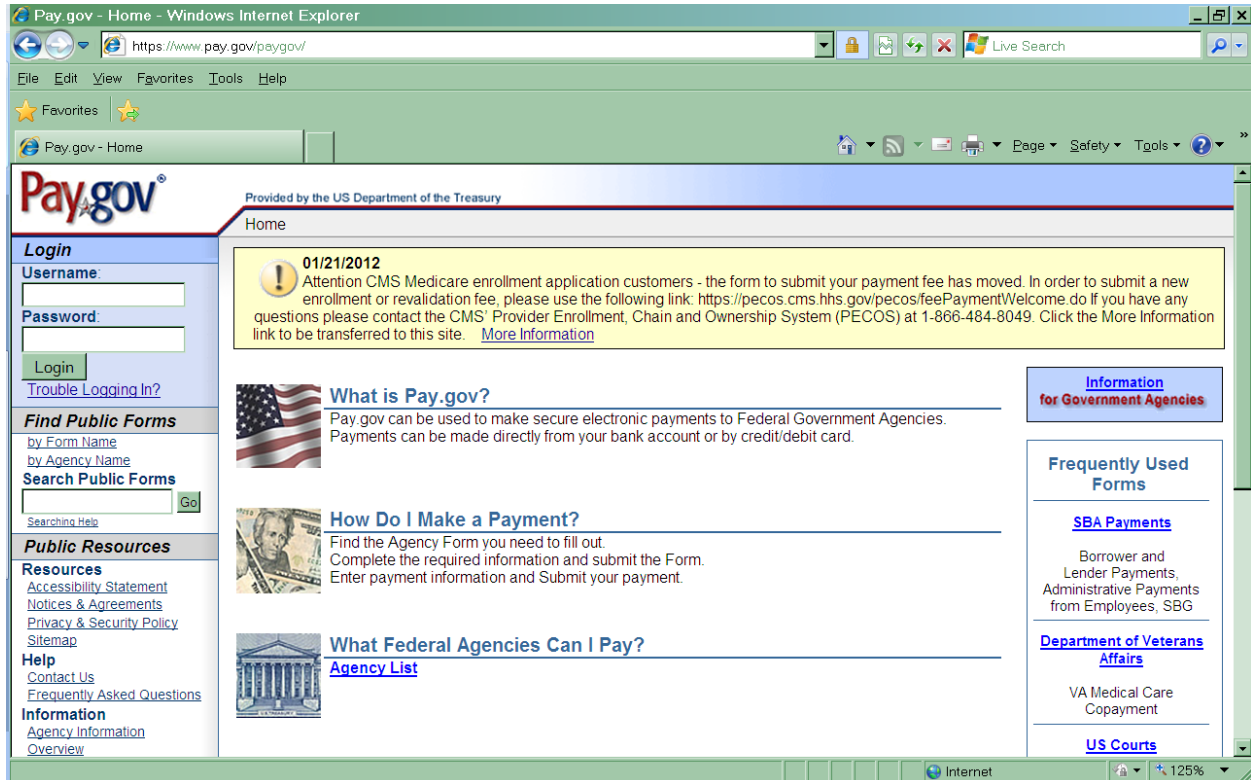 Pay.gov - Home - Windows Internet Explorer
https://www.pay.gov/paygov/
Live Search
File Edit View Favorites Tools Help
Favorites
Pay.gov - Home
Page Safety Tools »
Pay.gov®
Provided by the US Department of the Treasury
Home
Login
Username:
Password:
Login
Trouble Logging In?
Find Public Forms
by Form Name
by Agency Name
Search Public Forms
Go
Searching Help
Public Resources
Resources
Accessibility Statement
Notices & Agreements
Privacy & Security Policy
Sitemap
Help
Contact Us
Frequently Asked Questions
Information
Agency Information
Overview
01/21/2012
Attention CMS Medicare enrollment application customers - the form to submit your payment fee has moved. In order to submit a new
enrollment or revalidation fee, please use the following link: https://pecos.cms.hhs.gov/pecos/feePaymentWelcome.do If you have any
questions please contact the CMS' Provider Enrollment, Chain and Ownership System (PECOS) at 1-866-484-8049. Click the More Information
link to be transferred to this site. More Information
What is Pay.gov?
Pay.gov can be used to make secure electronic payments to Federal Government Agencies.
Payments can be made directly from your bank account or by credit/debit card.
How Do I Make a Payment?
Find the Agency Form you need to fill out.
Complete the required information and submit the Form.
Enter payment information and Submit your payment.
What Federal Agencies Can I Pay?
Agency List
Information
for Government Agencies
Frequently Used
Forms
SBA Payments
Borrower and
Lender Payments,
Administrative Payments
from Employees, SBG
Department of Veterans
Affairs
VA Medical Care
Copayment
US Courts
Internet
125%